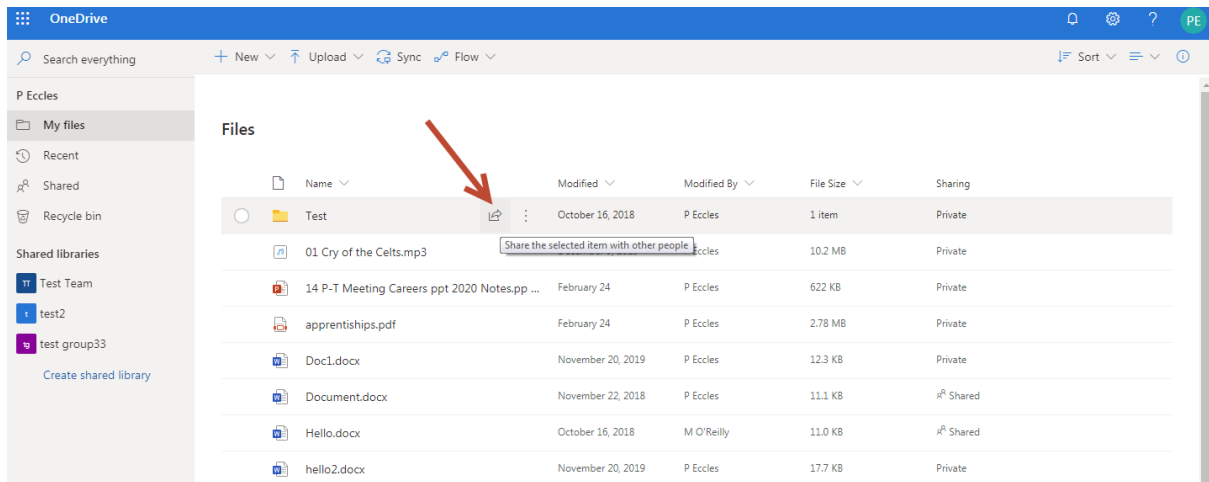 OneDrive
?
PE
Search everything
New Upload Sync Flow
Sort
P Eccles
My files
Recent
Shared
Recycle bin
Shared libraries
TT Test Team
t test2
tg test group33
Create shared library
Files
Name Modified Modified By File Size Sharing
Test October 16, 2018 P Eccles 1 item Private
Share the selected item with other people
01 Cry of the Celts.mp3 Eccles 10.2 MB Private
14 P-T Meeting Careers ppt 2020 Notes.pp ... February 24 P Eccles 622 KB Private
apprentiships.pdf February 24 P Eccles 2.78 MB Private
Doc1.docx November 20, 2019 P Eccles 12.3 KB Private
Document.docx November 22, 2018 P Eccles 11.1 KB Shared
Hello.docx October 16, 2018 M O'Reilly 11.0 KB Shared
hello2.docx November 20, 2019 P Eccles 17.7 KB Private